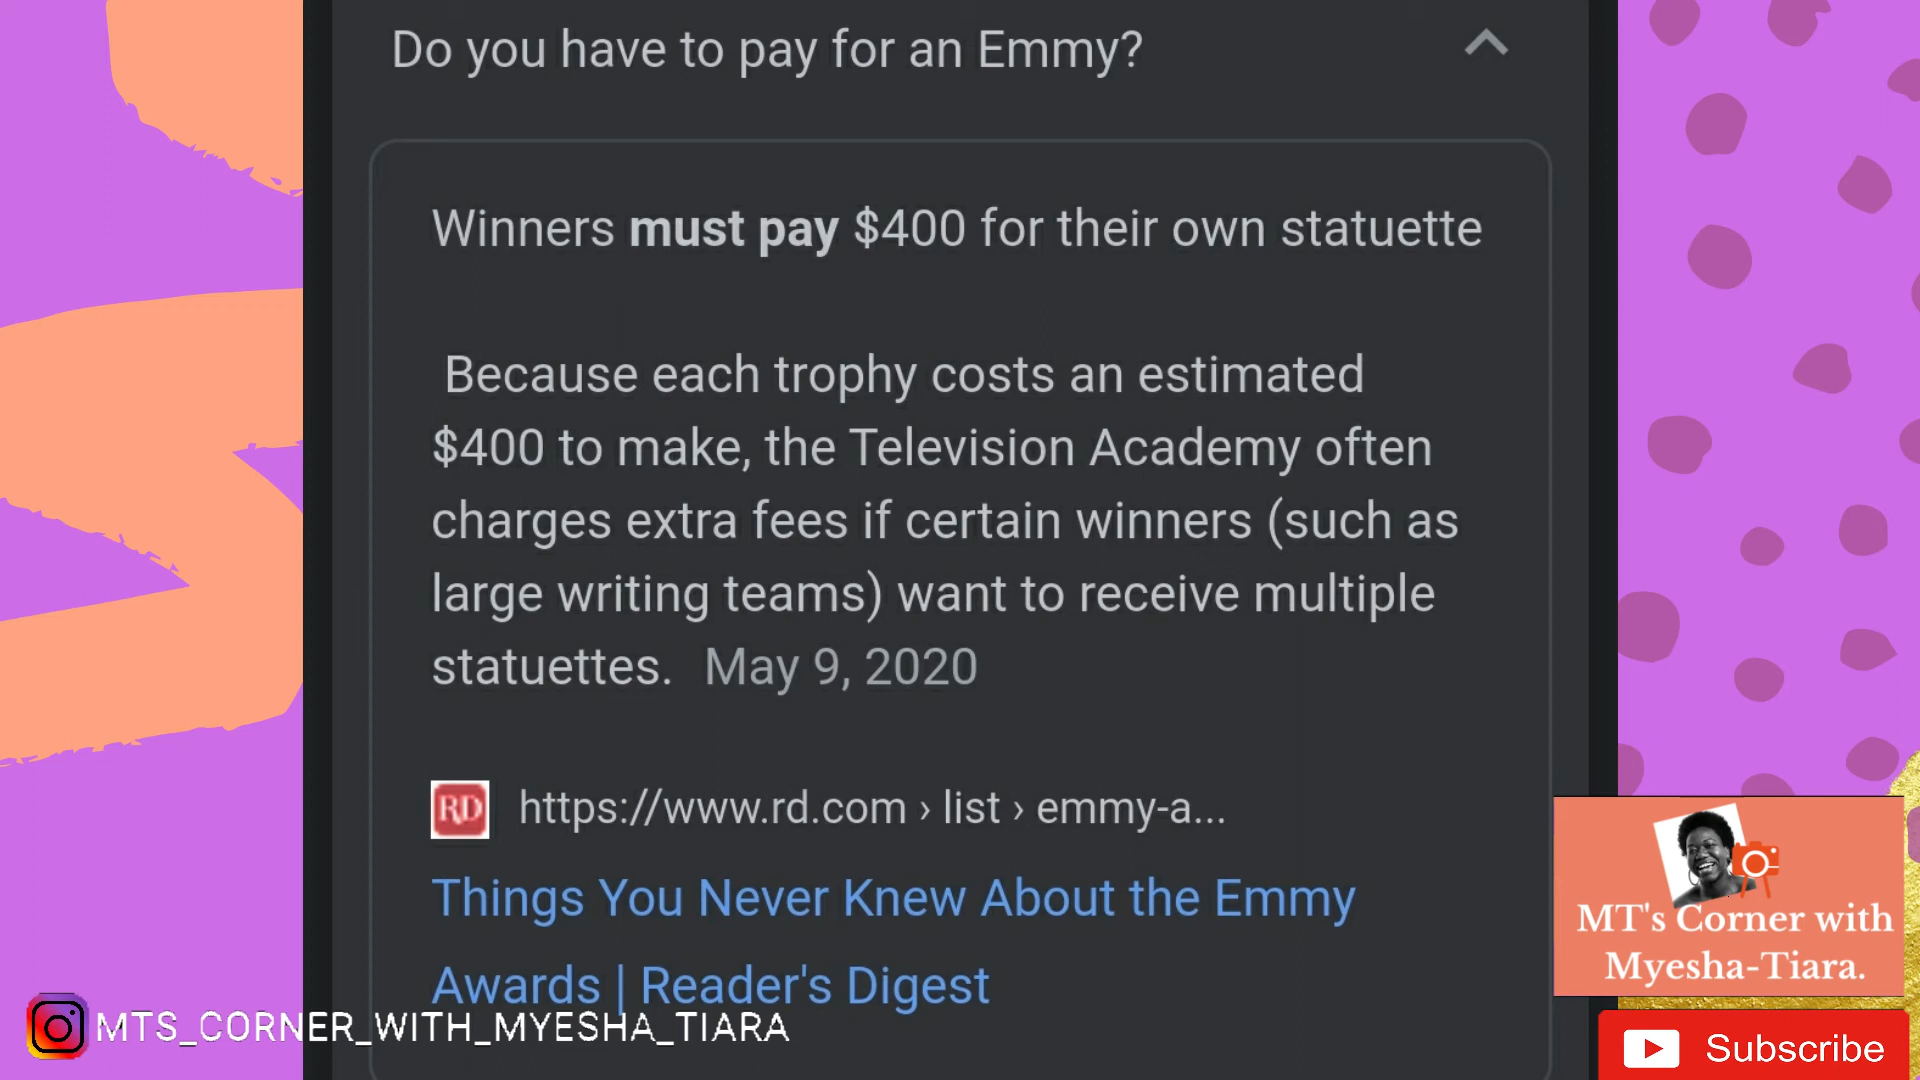 Do you have to pay for an Emmy?
Winners must pay $400 for their own statuette
Because each trophy costs an estimated
$400 to make, the Television Academy often
charges extra fees if certain winners (such as
large writing teams) want to receive multiple
statuettes. May 9, 2020
RD https://www.rd.com › list › emmy-a...
Things You Never Knew About the Emmy
Awards | Reader's Digest
MTS_CORNER_WITH_MYESHA_TIARA
MT's Corner with
Myesha-Tiara.
Subscribe